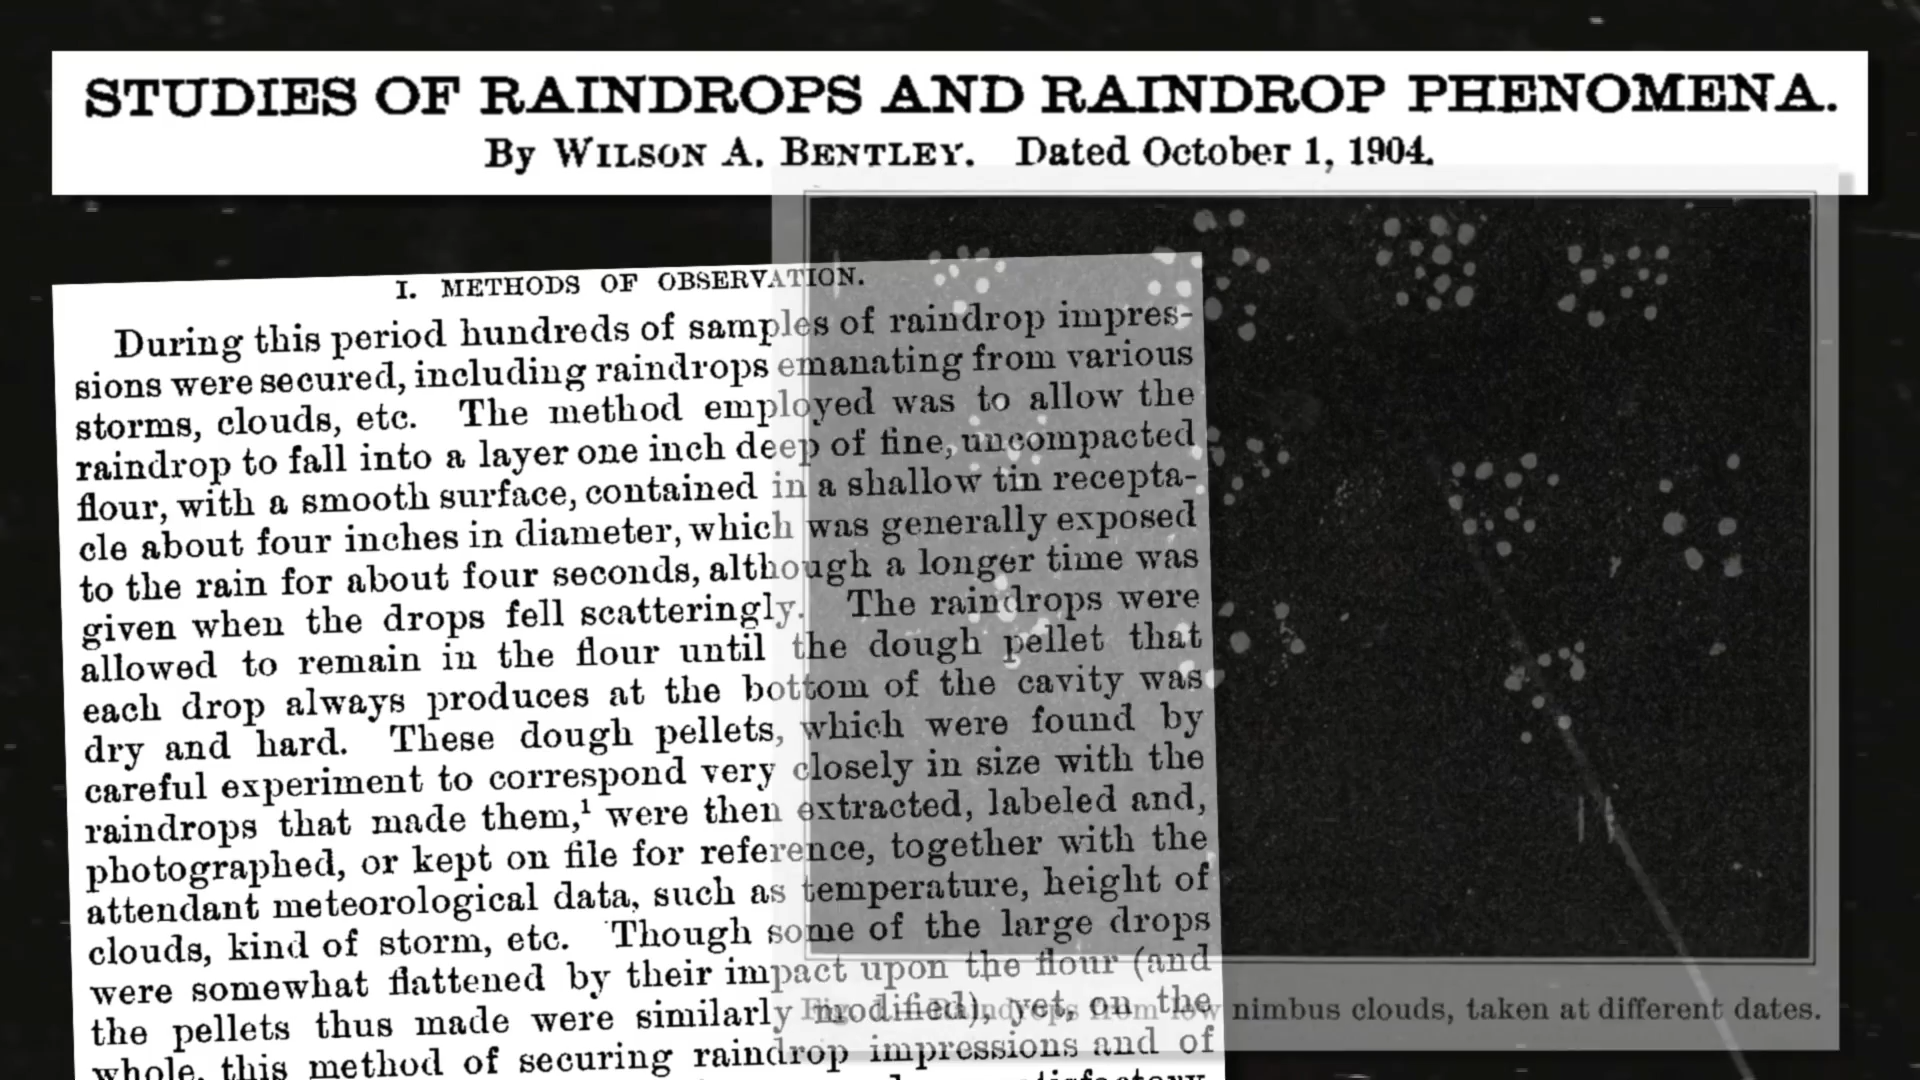 STUDIES OF RAINDROPS AND RAINDROP PHENOMENA.
By WILSON A. BENTLEY. Dated October 1, 1904.
I. METHODS OF OBSERVATION.
During this period hundreds of samples of raindrop impres-
sions were secured, including raindrops emanating from various
storms, clouds, etc. The method employed was to allow the
raindrop to fall into a layer one inch deep of fine, uncompacted
flour, with a smooth surface, contained in a shallow tin recepta-
cle about four inches in diameter, which was generally exposed
to the rain for about four seconds, although a longer time was
given when the drops fell scatteringly. The raindrops were
allowed to remain in the flour until the dough pellet that
each drop always produces at the bottom of the cavity was
dry and hard. These dough pellets, which were found by
careful experiment to correspond very closely in size with the
raindrops that made them,¹ were then extracted, labeled and,
photographed, or kept on file for reference, together with the
attendant meteorological data, such as temperature, height of
clouds, kind of storm, etc. Though some of the large drops
were somewhat flattened by their impact upon the flour (and
the pellets thus made were similarly modified), yet, on the
whole, this method of securing raindrop impressions and of
nimbus clouds, taken at different dates.